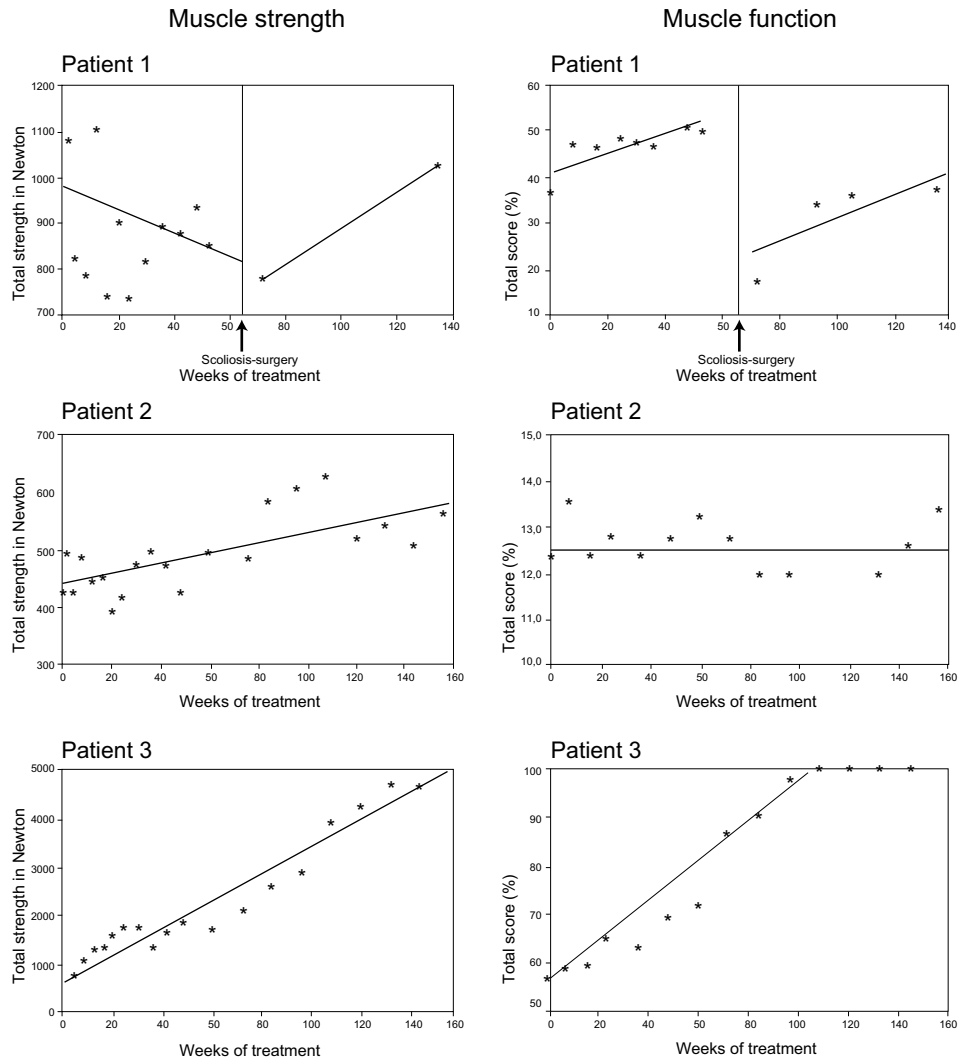 Muscle strength
Muscle function
Patient 1
Total strength in Newton
1200
1100
1000
900
800
700
0 20 40 60 80 100 120 140
Scoliosis-surgery
Weeks of treatment
Patient 1
Total score (%)
60
50
40
30
20
10
0 20 40 60 80 100 120 140
Scoliosis-surgery
Weeks of treatment
Patient 2
Total strength in Newton
700
600
500
400
300
0 20 40 60 80 100 120 140 160
Weeks of treatment
Patient 2
Total score (%)
15,0
14,0
13,0
12,0
11,0
10,0
0 20 40 60 80 100 120 140 160
Weeks of treatment
Patient 3
Total strength in Newton
5000
4000
3000
2000
1000
0
0 20 40 60 80 100 120 140 160
Weeks of treatment
Patient 3
Total score (%)
100
90
80
70
60
50
0 20 40 60 80 100 120 140 160
Weeks of treatment